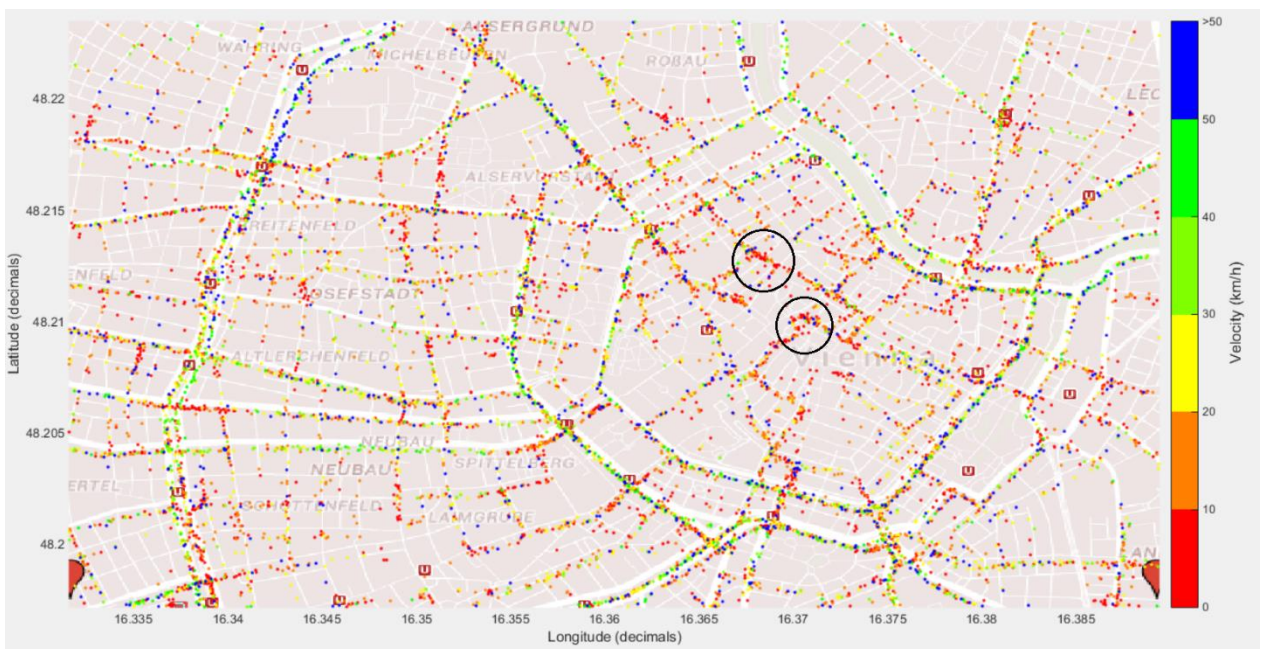 ALSERGRUND
WÄHRING
MICHELBEUERN
ROßAU
>50
48.22
LEO
50
ALSERVORSTADT
40
48.215
BREITENFELD
ENFELD
JOSEFSTADT
30
Velocity (km/h)
Latitude (decimals)
48.21
ALTLERCHENFELD
Vienna
20
48.205
NEUBAU
NEUBAU
SPITTELBERG
ERTEL
SCHOTTENFELD
LAIMGRUBE
10
48.2
AN
0
16.335 16.34 16.345 16.35 16.355 16.36 16.365 16.37 16.375 16.38 16.385
Longitude (decimals)